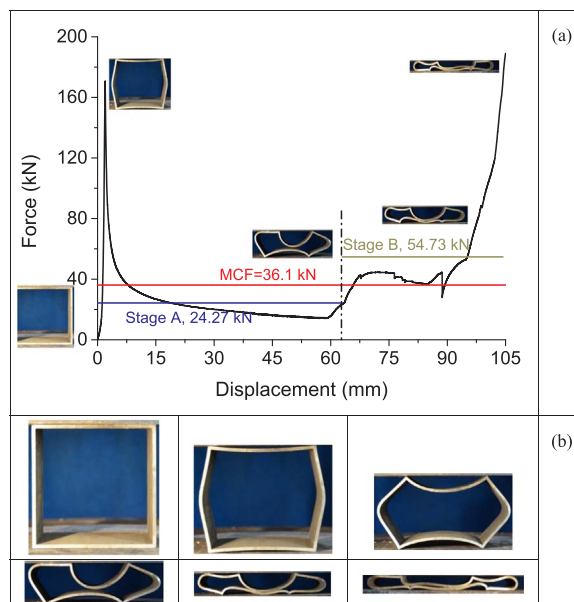 (a)
200
160
120
80
40
0
Force (kN)
Stage B, 54.73 kN
MCF=36.1 kN
Stage A, 24.27 kN
0 15 30 45 60 75 90 105
Displacement (mm)
(b)